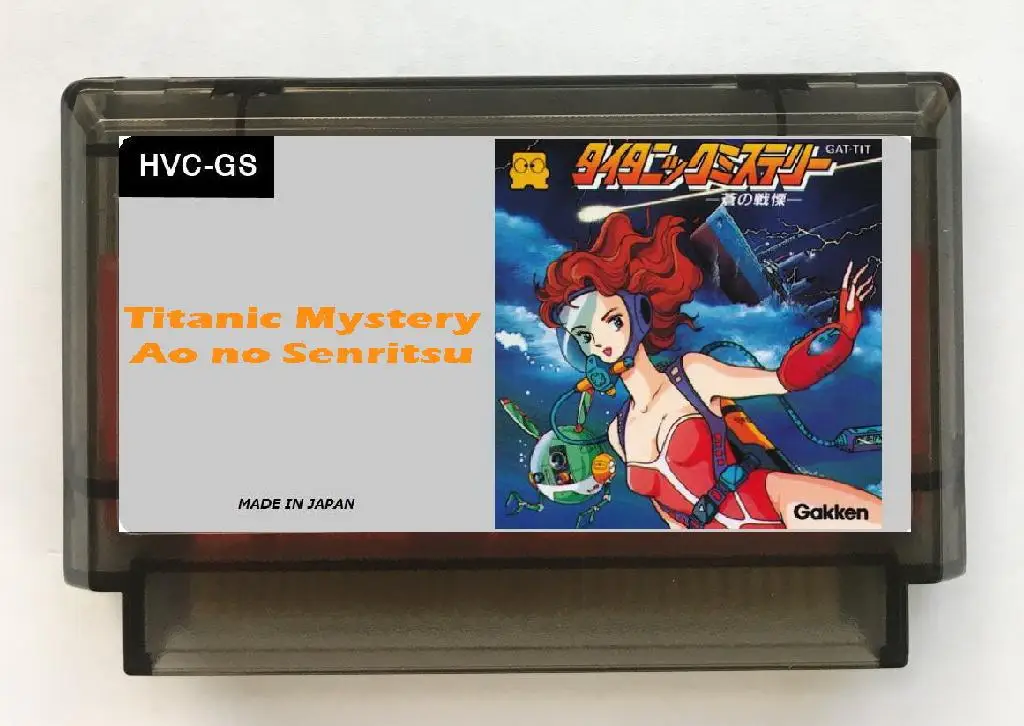 HVC-GS
Titanic Mystery
Ao no Senritsu
MADE IN JAPAN
タイタニックミステリー
GAT-TIT
―蒼の戦慄―
Gakken